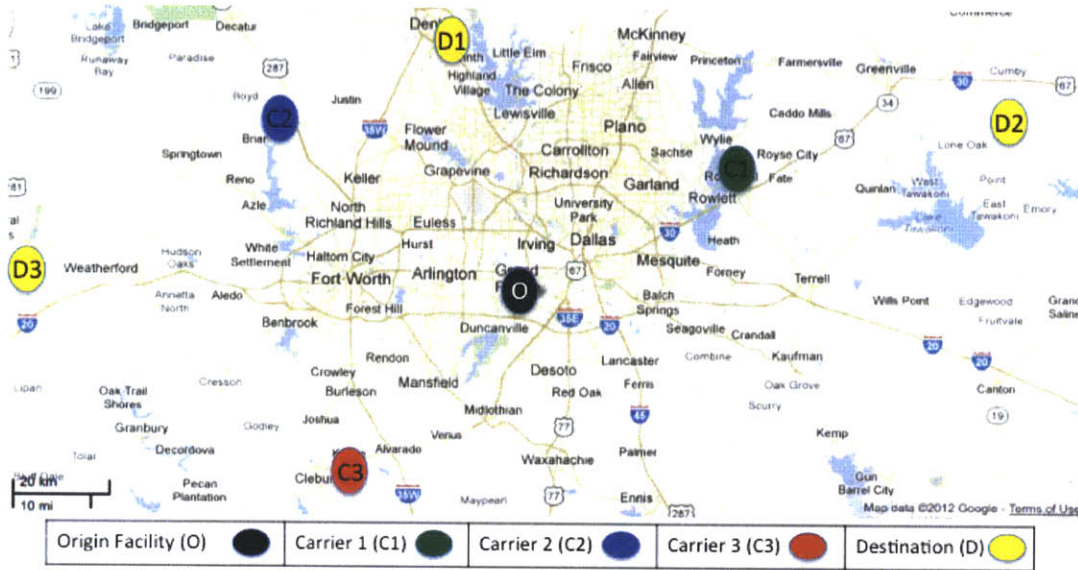 Lake
Bridgeport
Bridgeport
Decatur
D1
McKinney
Runaway
Bay
Paradise
287
Little Elm
Fairview
Princeton
Farmersville
Greenville
30
Cumby
67
Highland
Village
Frisco
Allen
199
Boyd
Justin
The Colony
34
C2
35W
Lewisville
Caddo Mills
D2
Flower
Mound
Plano
Wylie
67
Lone Oak
Springtown
Carrollton
Sachse
Royse City
Keller
Grapevine
Richardson
C1
Fate
Reno
Garland
Quinlan
West
Tawakoni
Point
Azle
North
Richland Hills
University
Park
Rowlett
Lake
Tawakoni
East
Tawakoni
Emory
Euless
30
Heath
White
Settlement
Hurst
Irving
Dallas
Hudson
Oaks
Haltom City
Mesquite
D3
Weatherford
Fort Worth
Arlington
67
Forney
Terrell
Annetta
North
Aledo
O
Balch
Springs
Wills Point
Edgewood
Fruitvale
20
Benbrook
Forest Hill
Duncanville
35E
20
Seagoville
Crandall
20
20
Rendon
Lancaster
Combine
Kaufman
Lipan
Cresson
Crowley
Mansfield
Desoto
Oak Grove
Canton
Oak Trail
Shores
Burleson
Red Oak
Ferris
Scurry
19
Granbury
Godley
Joshua
Midlothian
45
Venus
77
Kemp
Tolar
Decordova
Alvarado
C3
Waxahachie
Palmer
Pecan
Plantation
Gun
Barrel City
20 km
10 mi
35W
Maypearl
77
Ennis
287
Map data ©2012 Google - Terms of Use
Origin Facility (O)
Carrier 1 (C1)
Carrier 2 (C2)
Carrier 3 (C3)
Destination (D)